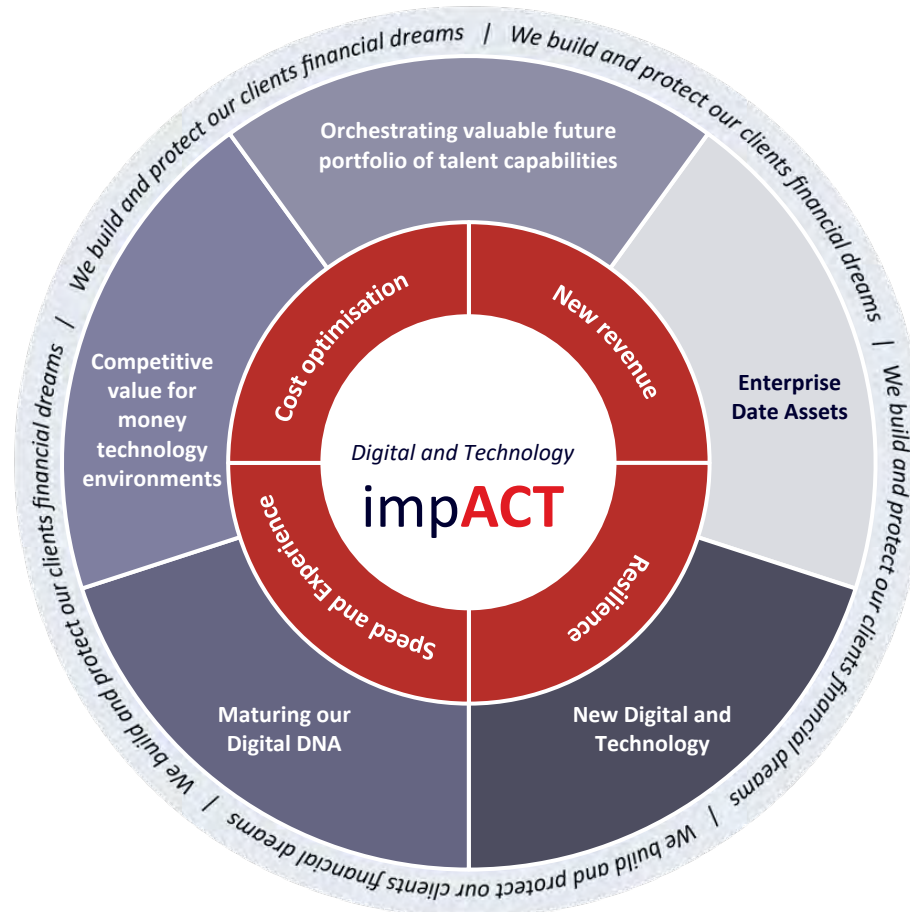 We build and protect our clients financial dreams |
We build and protect our clients financial dreams |
We build and protect our clients financial dreams |
We build and protect our clients financial dreams |
We build and protect our clients financial dreams |
Orchestrating valuable future
portfolio of talent capabilities
Enterprise
Date Assets
New Digital and
Technology
Maturing our
Digital DNA
Competitive
value for
money
technology
environments
Cost optimisation
New revenue
Resilience
Speed and Experience
Digital and Technology
impACT